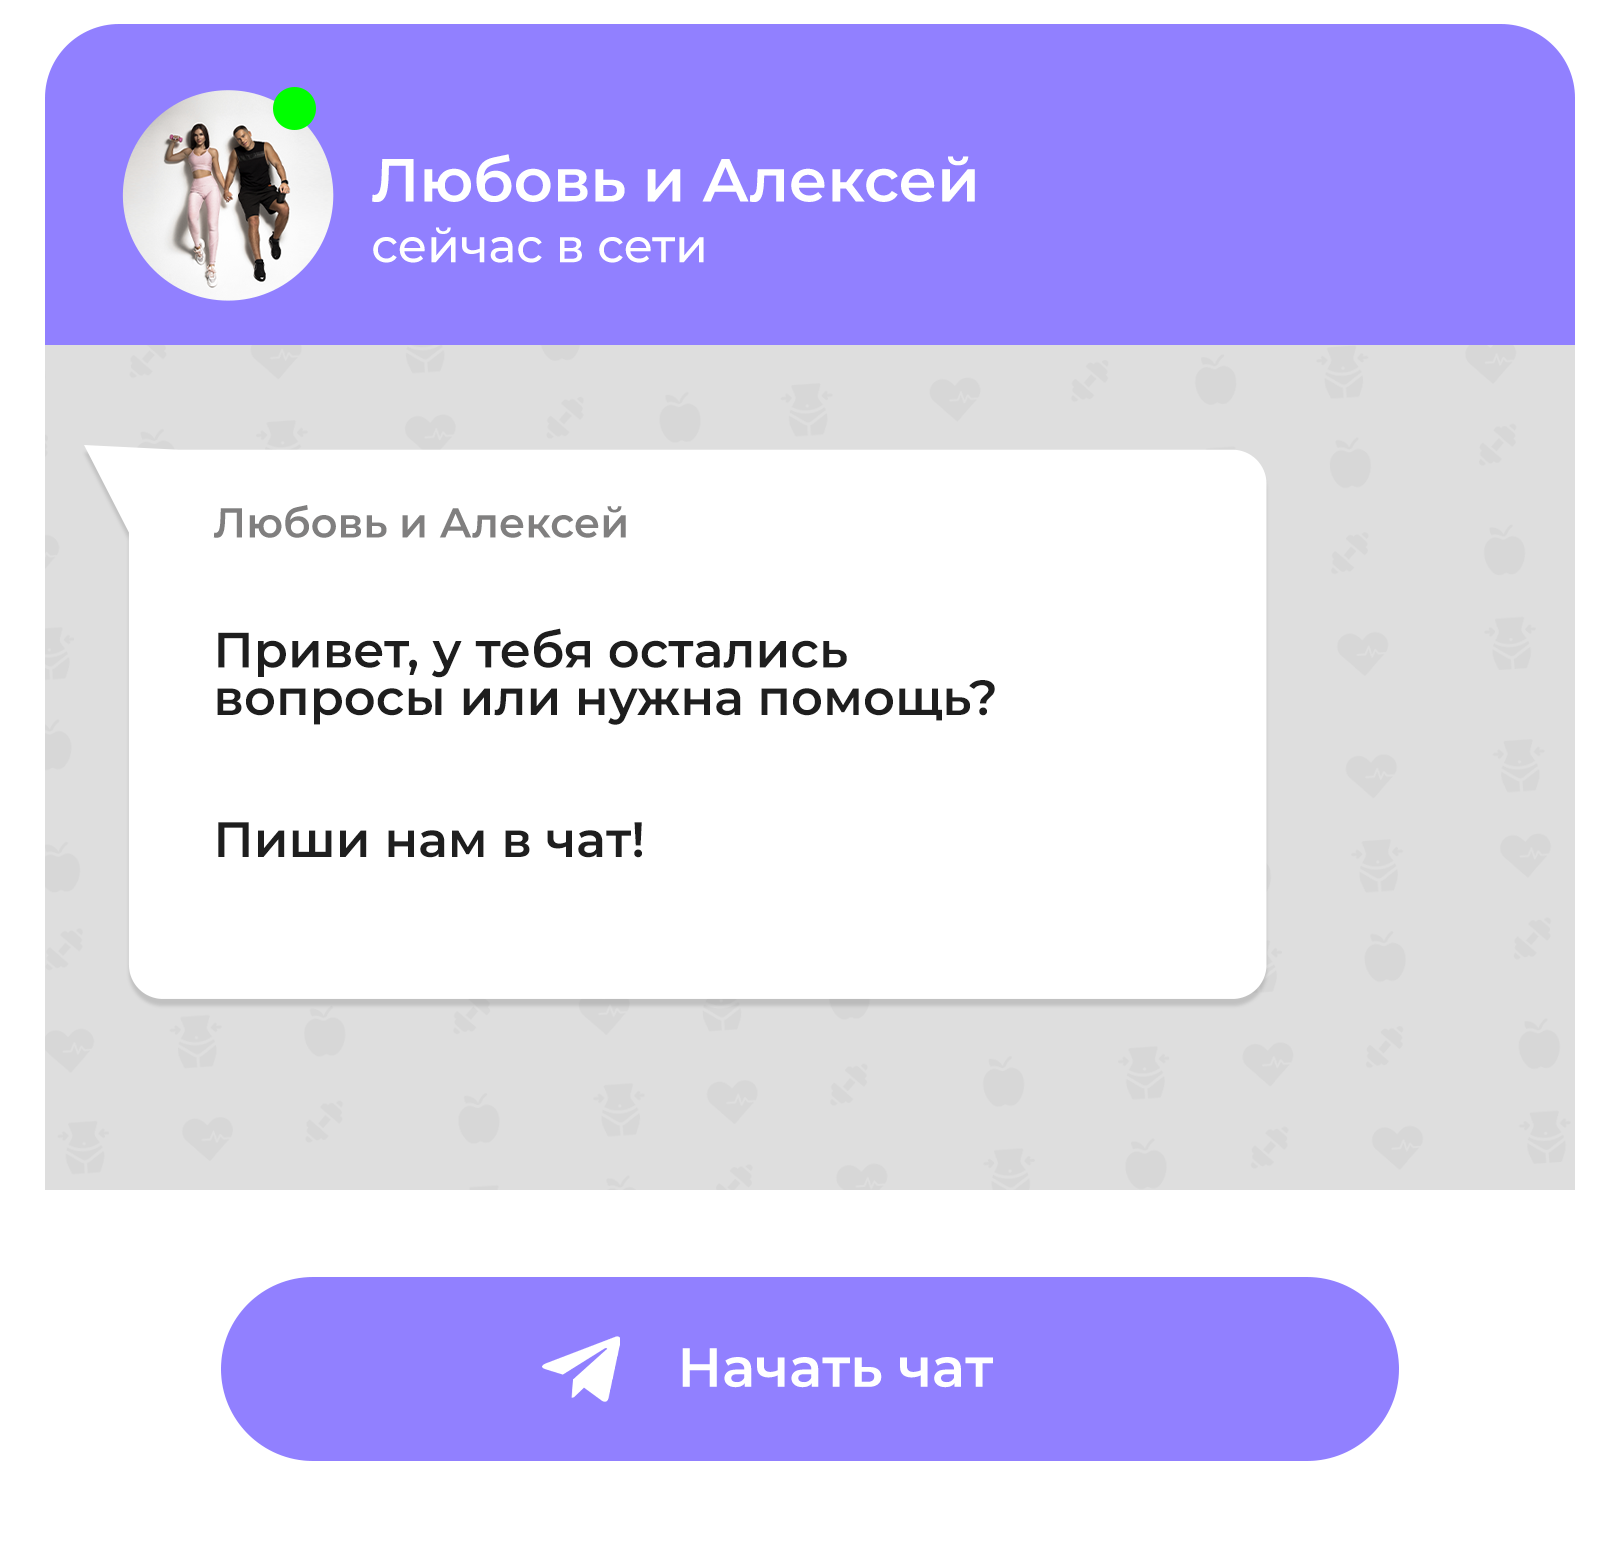 Любовь и Алексей
сейчас в сети
Любовь и Алексей
Привет, у тебя остались
вопросы или нужна помощь?
Пиши нам в чат!
Начать чат